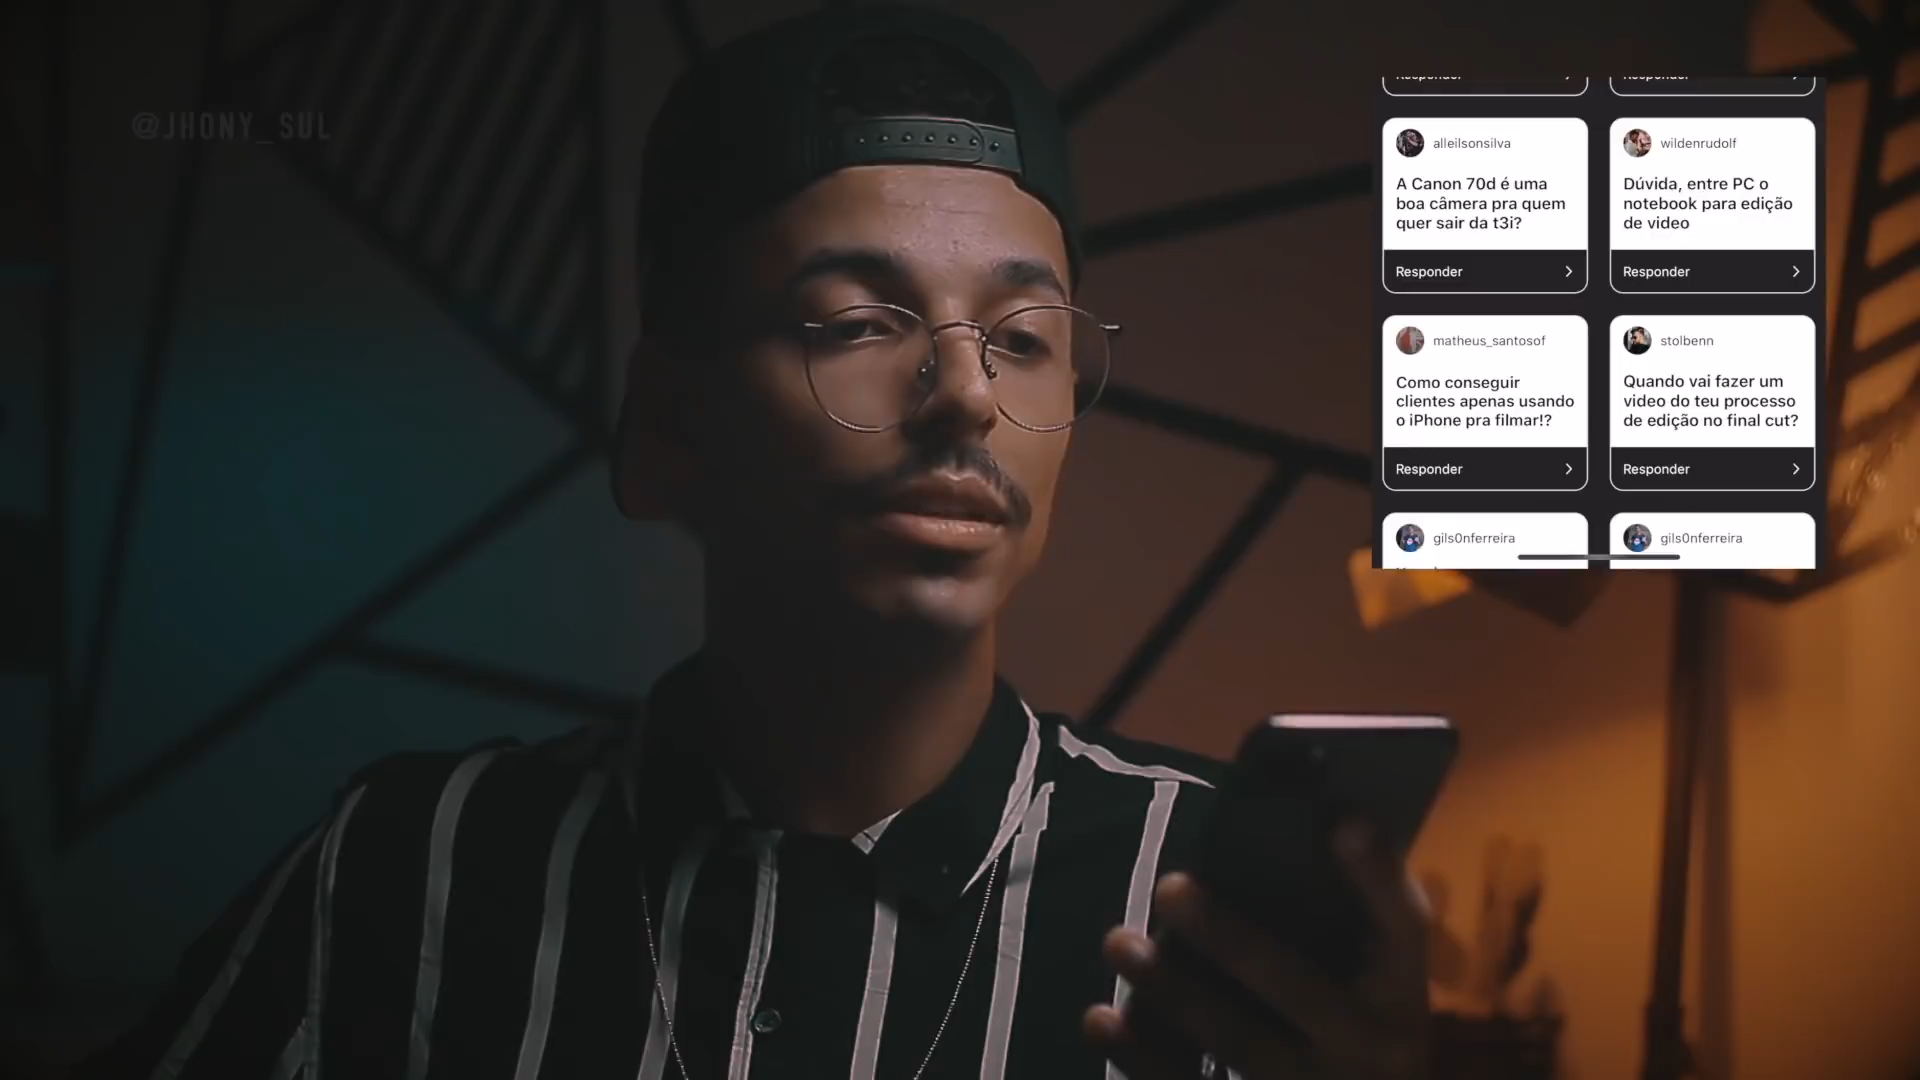 @JHONY_SUL
Responder
Responder
alleilsonsilva
A Canon 70d é uma
boa câmera pra quem
quer sair da t3i?
Responder
wildenrudolf
Dúvida, entre PC o
notebook para edição
de video
Responder
matheus_santosof
Como conseguir
clientes apenas usando
o iPhone pra filmar!?
Responder
stolbenn
Quando vai fazer um
video do teu processo
de edição no final cut?
Responder
gils0nferreira
gils0nferreira